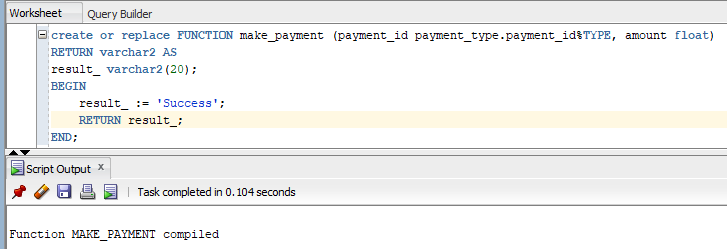 Worksheet Query Builder
create or replace FUNCTION make_payment (payment_id payment_type.payment_id%TYPE, amount float)
RETURN varchar2 AS
result_ varchar2(20);
BEGIN
result_ := 'Success';
RETURN result_;
END;
Script Output x
Task completed in 0.104 seconds
Function MAKE_PAYMENT compiled